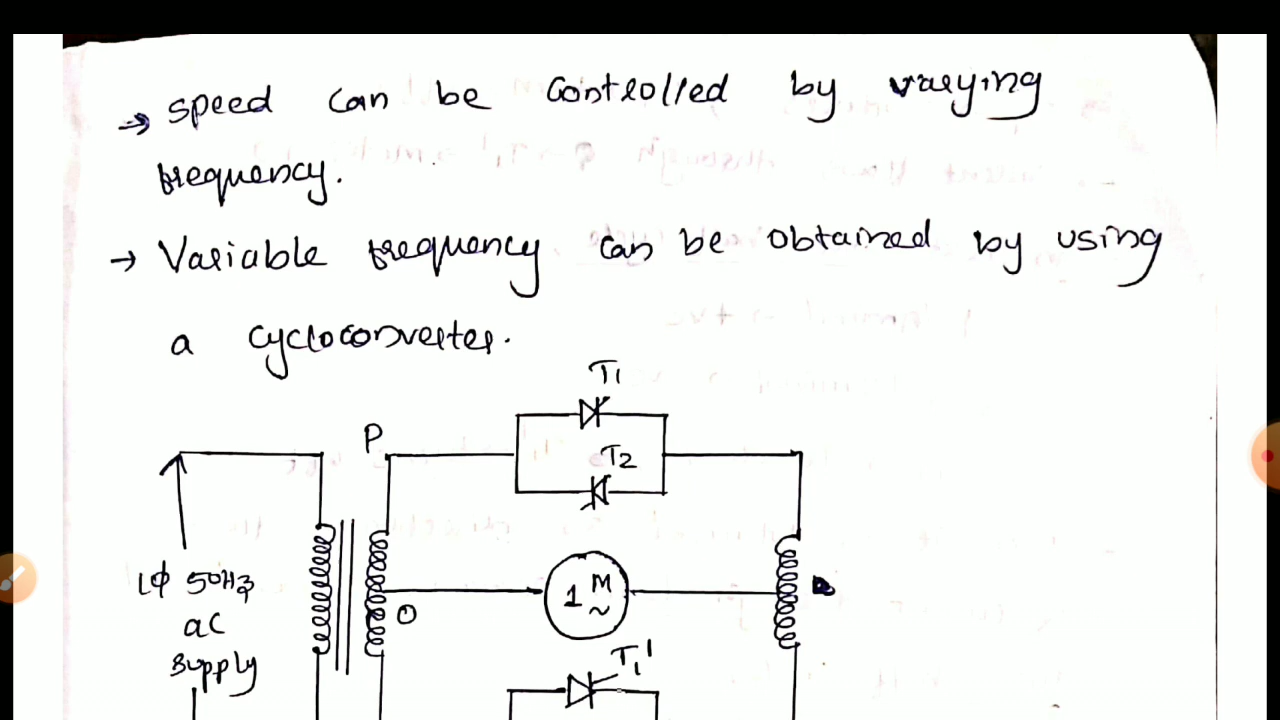 → speed can be controlled by varying
frequency.
→ Variable frequency can be obtained by using
a cycloconverter.
T1
P
T2
1Φ 50Hz
ac
supply
O
1 M ~
T1'